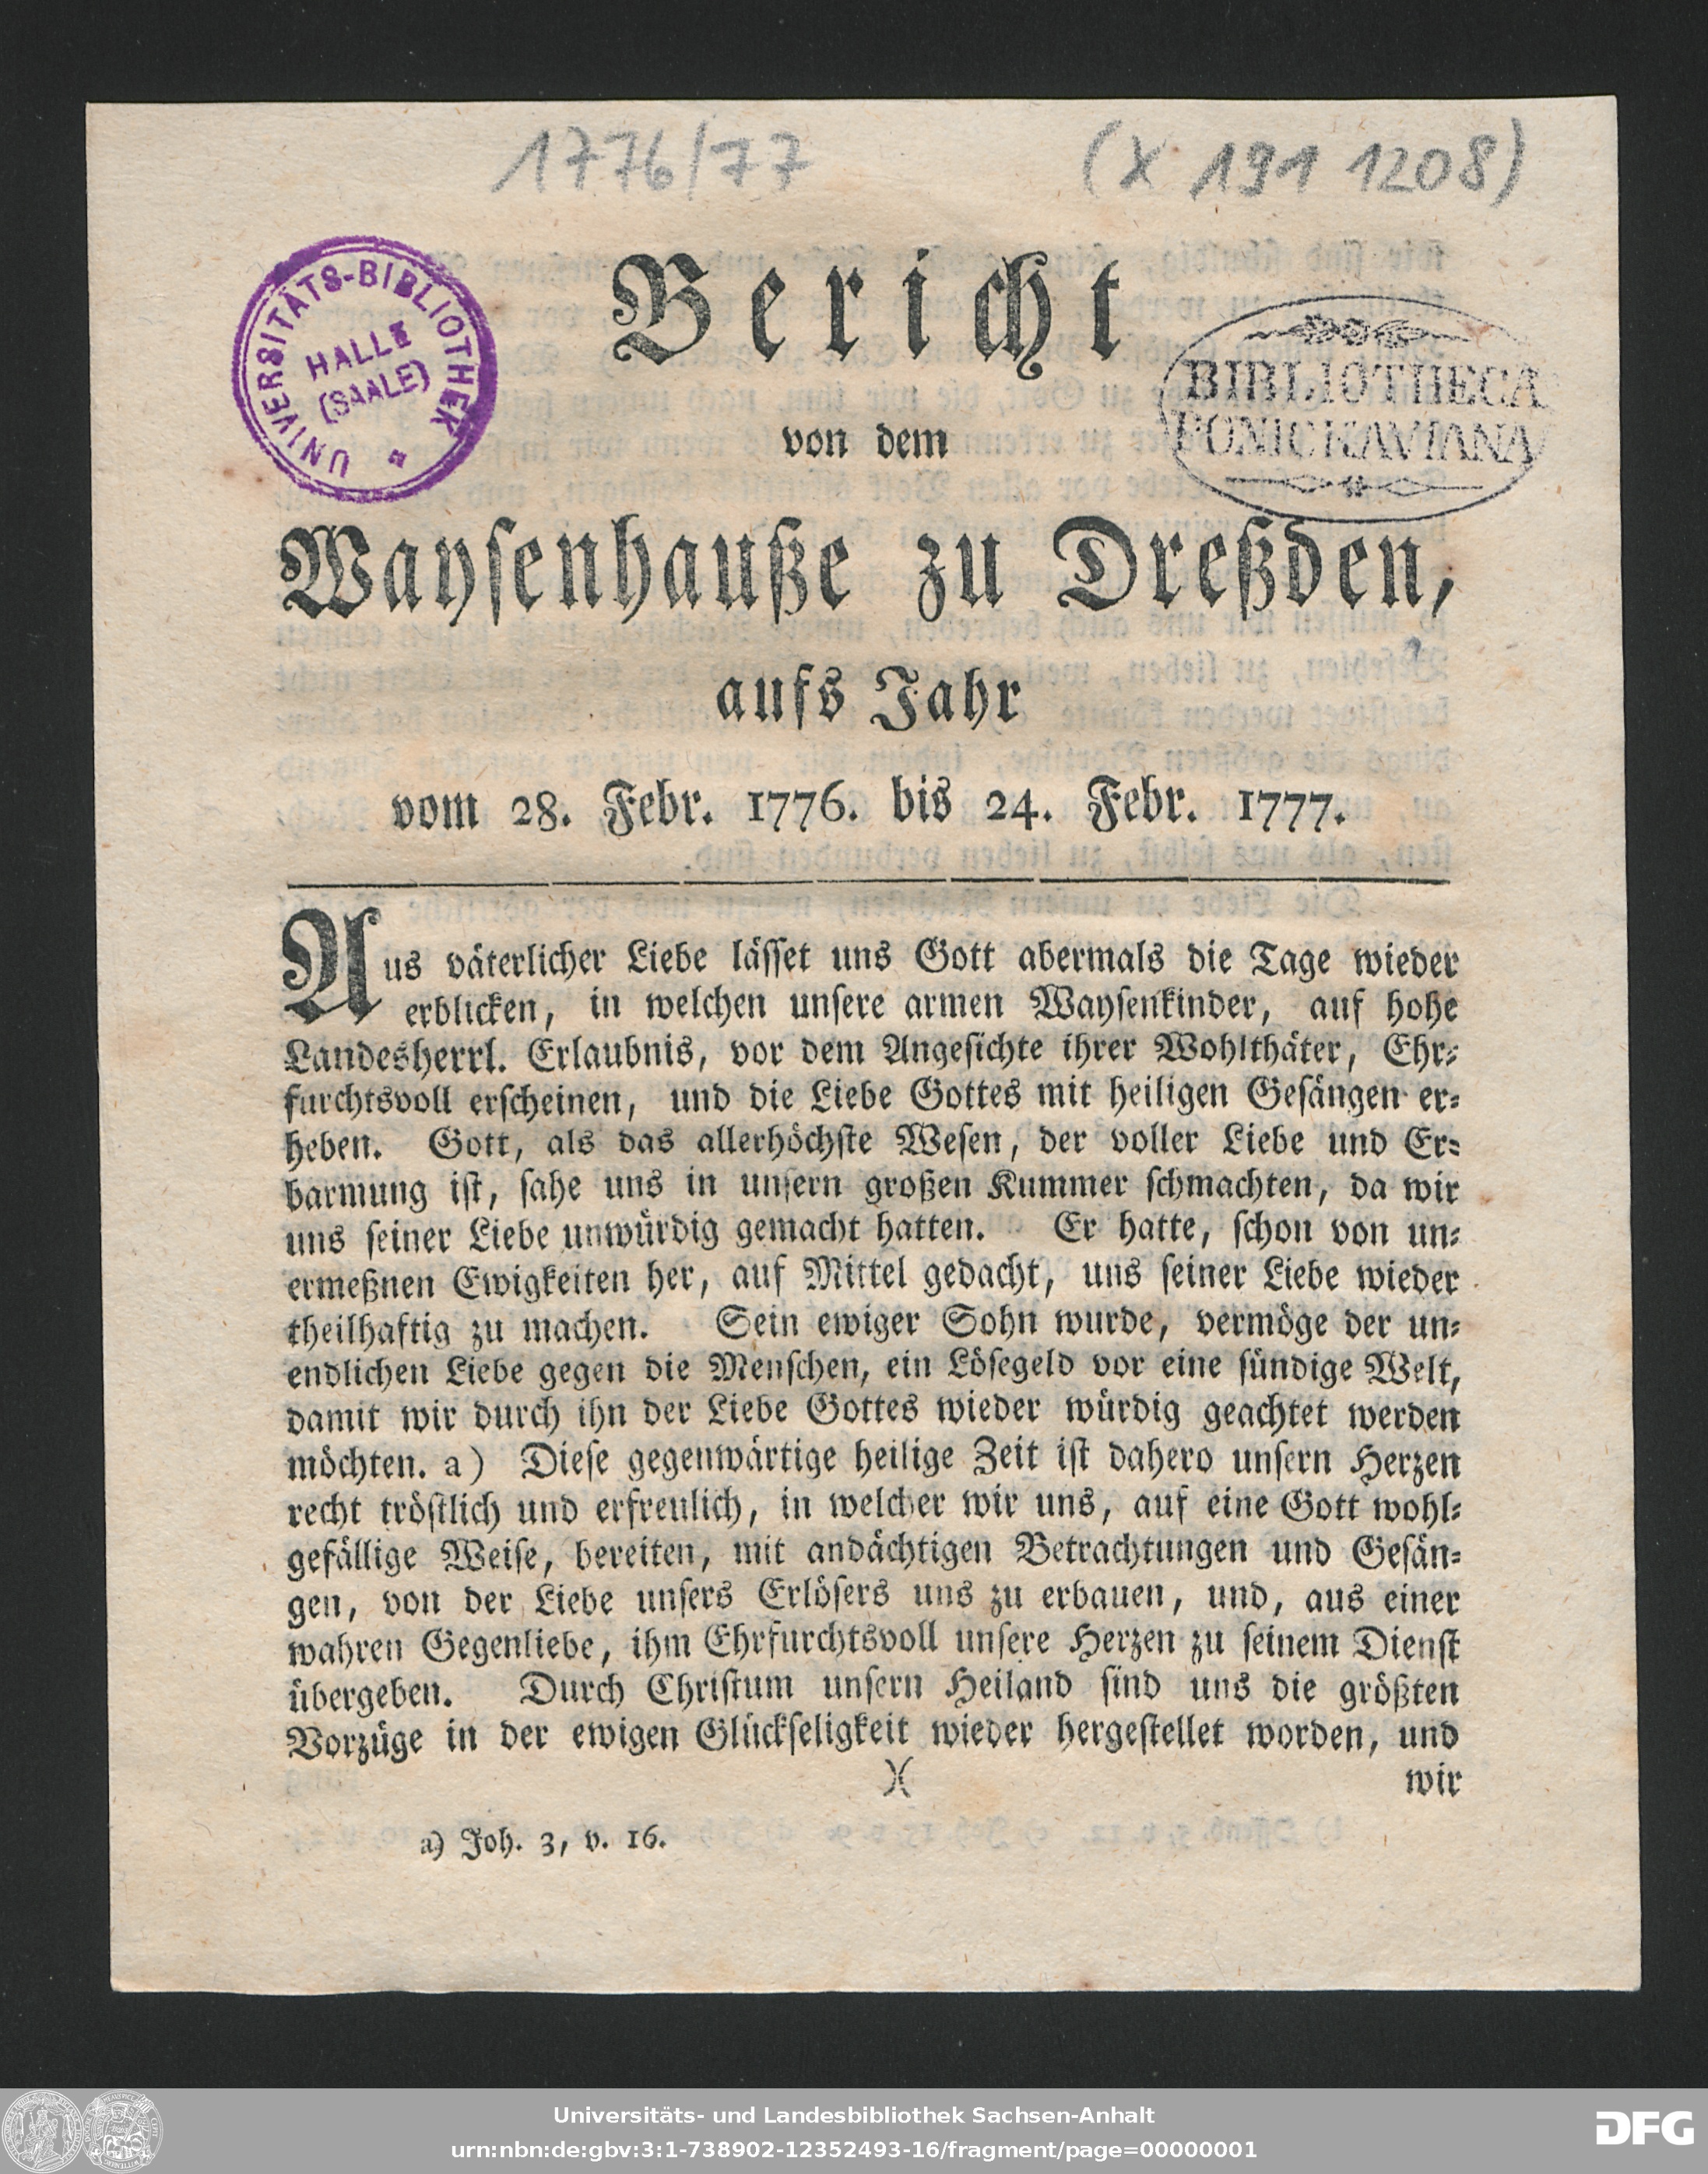 1776/77
(X 191 1208)
UNIVERSITÄTS-BIBLIOTHEK
HALLE
(SAALE)
BIBLIOTHECA
PONICKAVIANA
Bericht
von dem
Waysenhauße zu Dreßden,
aufs Jahr
vom 28. Febr. 1776. bis 24. Febr. 1777.
Aus väterlicher Liebe lässet uns Gott abermals die Tage wieder
erblicken, in welchen unsere armen Waysenkinder, auf hohe
Landesherrl. Erlaubnis, vor dem Angesichte ihrer Wohlthäter, Ehr-
furchtsvoll erscheinen, und die Liebe Gottes mit heiligen Gesängen er-
heben. Gott, als das allerhöchste Wesen, der voller Liebe und Er-
barmung ist, sahe uns in unsern großen Kummer schmachten, da wir
uns seiner Liebe unwürdig gemacht hatten. Er hatte, schon von un-
ermeßnen Ewigkeiten her, auf Mittel gedacht, uns seiner Liebe wieder
theilhaftig zu machen. Sein ewiger Sohn wurde, vermöge der un-
endlichen Liebe gegen die Menschen, ein Lösegeld vor eine sündige Welt,
damit wir durch ihn der Liebe Gottes wieder würdig geachtet werden
möchten. a) Diese gegenwärtige heilige Zeit ist dahero unsern Herzen
recht tröstlich und erfreulich, in welcher wir uns, auf eine Gott wohl-
gefällige Weise, bereiten, mit andächtigen Betrachtungen und Gesän-
gen, von der Liebe unsers Erlösers uns zu erbauen, und, aus einer
wahren Gegenliebe, ihm Ehrfurchtsvoll unsere Herzen zu seinem Dienst
übergeben. Durch Christum unsern Heiland sind uns die größten
Vorzüge in der ewigen Glückseligkeit wieder hergestellet worden, und
)( wir
a) Joh. 3, v. 16.
Universitäts- und Landesbibliothek Sachsen-Anhalt
urn:nbn:de:gbv:3:1-738902-12352493-16/fragment/page=00000001
DFG